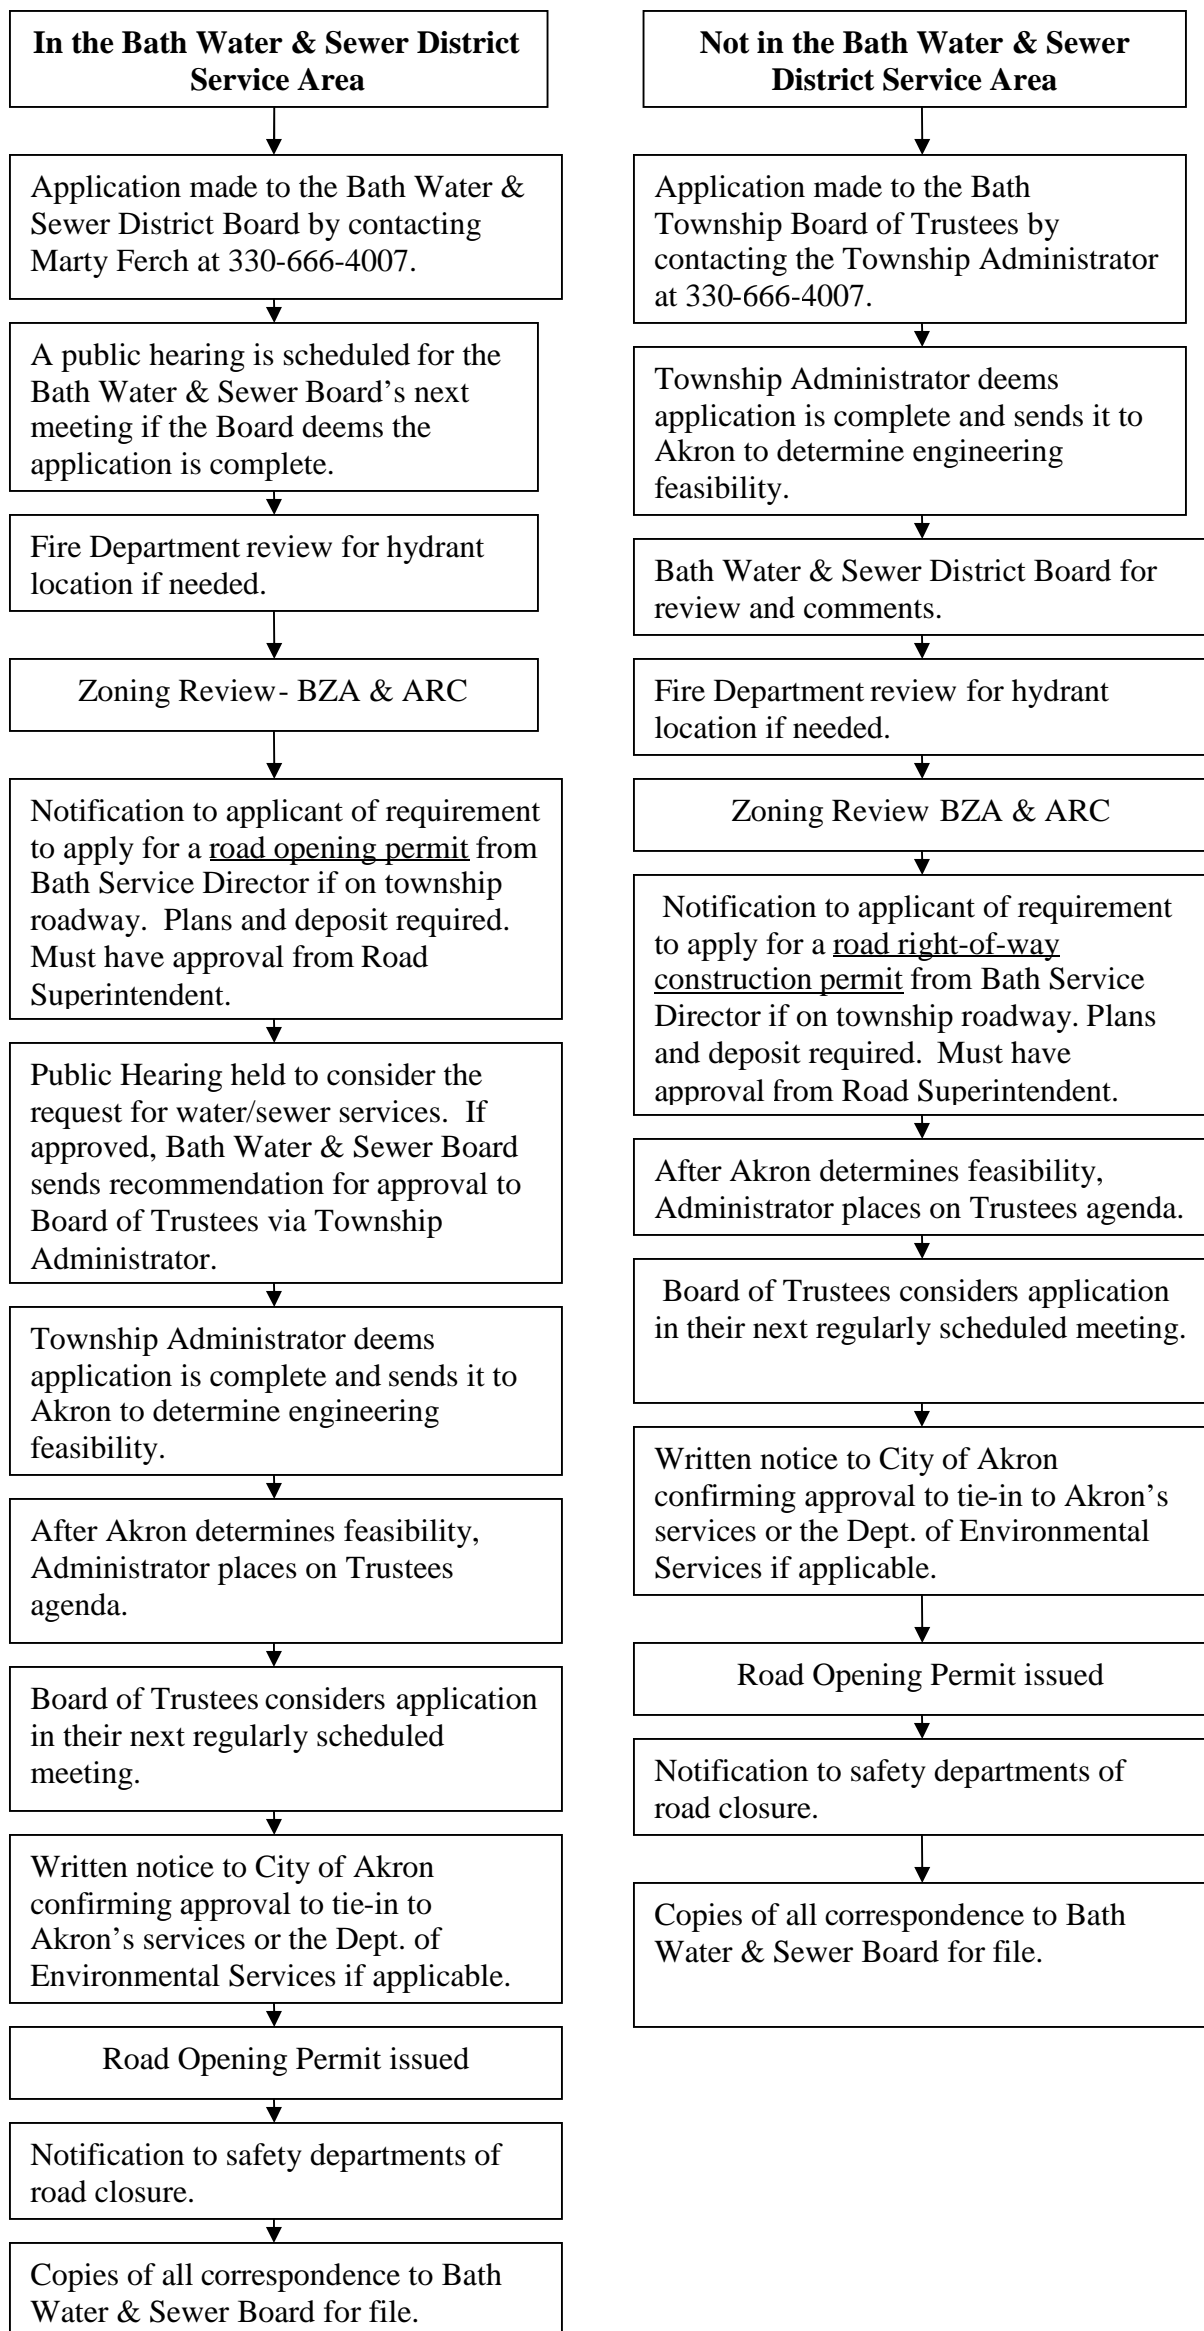 In the Bath Water & Sewer District
Service Area
Application made to the Bath Water &
Sewer District Board by contacting
Marty Ferch at 330-666-4007.
A public hearing is scheduled for the
Bath Water & Sewer Board’s next
meeting if the Board deems the
application is complete.
Fire Department review for hydrant
location if needed.
Zoning Review- BZA & ARC
Notification to applicant of requirement
to apply for a road opening permit from
Bath Service Director if on township
roadway. Plans and deposit required.
Must have approval from Road
Superintendent.
Public Hearing held to consider the
request for water/sewer services. If
approved, Bath Water & Sewer Board
sends recommendation for approval to
Board of Trustees via Township
Administrator.
Township Administrator deems
application is complete and sends it to
Akron to determine engineering
feasibility.
After Akron determines feasibility,
Administrator places on Trustees
agenda.
Board of Trustees considers application
in their next regularly scheduled
meeting.
Written notice to City of Akron
confirming approval to tie-in to
Akron’s services or the Dept. of
Environmental Services if applicable.
Road Opening Permit issued
Notification to safety departments of
road closure.
Copies of all correspondence to Bath
Water & Sewer Board for file.
Not in the Bath Water & Sewer
District Service Area
Application made to the Bath
Township Board of Trustees by
contacting the Township Administrator
at 330-666-4007.
Township Administrator deems
application is complete and sends it to
Akron to determine engineering
feasibility.
Bath Water & Sewer District Board for
review and comments.
Fire Department review for hydrant
location if needed.
Zoning Review BZA & ARC
Notification to applicant of requirement
to apply for a road right-of-way
construction permit from Bath Service
Director if on township roadway. Plans
and deposit required. Must have
approval from Road Superintendent.
After Akron determines feasibility,
Administrator places on Trustees agenda.
Board of Trustees considers application
in their next regularly scheduled meeting.
Written notice to City of Akron
confirming approval to tie-in to Akron’s
services or the Dept. of Environmental
Services if applicable.
Road Opening Permit issued
Notification to safety departments of
road closure.
Copies of all correspondence to Bath
Water & Sewer Board for file.